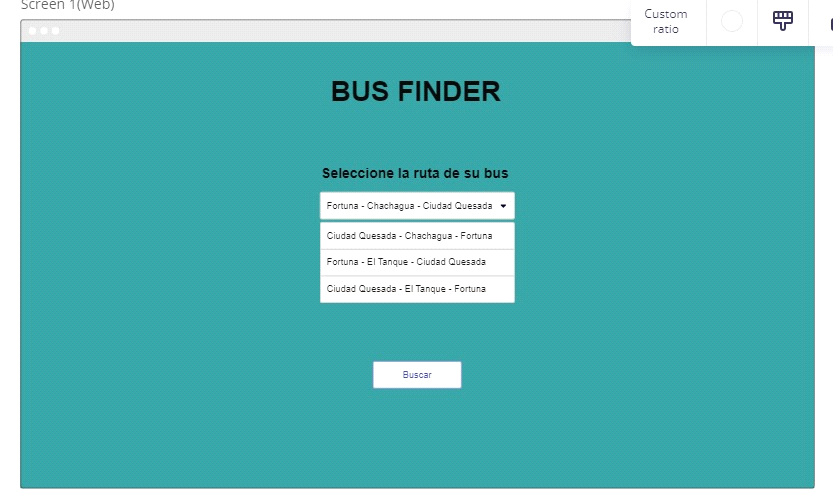 Screen 1(Web)
Custom
ratio
BUS FINDER
Seleccione la ruta de su bus
Fortuna - Chachagua - Ciudad Quesada
Ciudad Quesada - Chachagua - Fortuna
Fortuna - El Tanque - Ciudad Quesada
Ciudad Quesada - El Tanque - Fortuna
Buscar